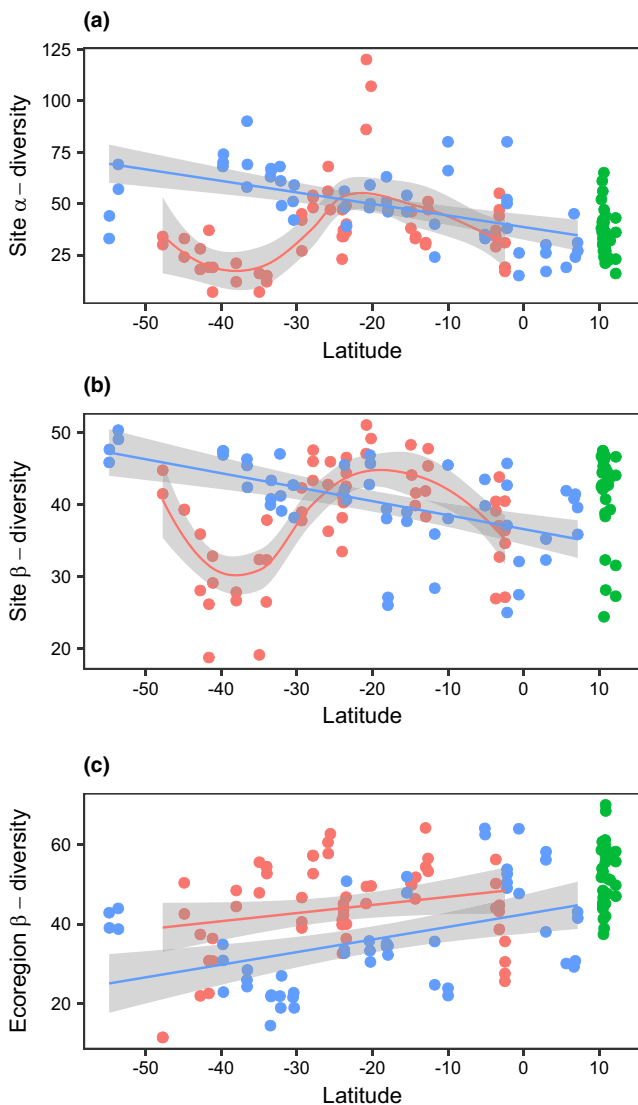 (a)
125
100
75
50
25
Site α – diversity
-50 -40 -30 -20 -10 0 10
Latitude
(b)
50
40
30
20
Site β – diversity
-50 -40 -30 -20 -10 0 10
Latitude
(c)
60
40
20
Ecoregion β – diversity
-50 -40 -30 -20 -10 0 10
Latitude